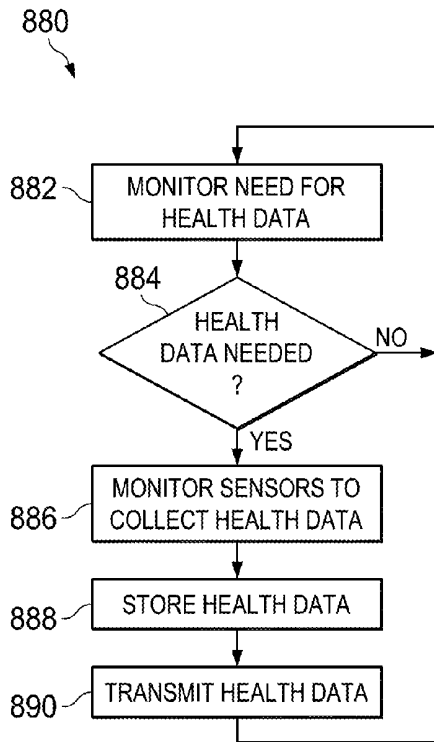 880
882
MONITOR NEED FOR
HEALTH DATA
884
HEALTH
DATA NEEDED
?
NO
YES
886
MONITOR SENSORS TO
COLLECT HEALTH DATA
888
STORE HEALTH DATA
890
TRANSMIT HEALTH DATA